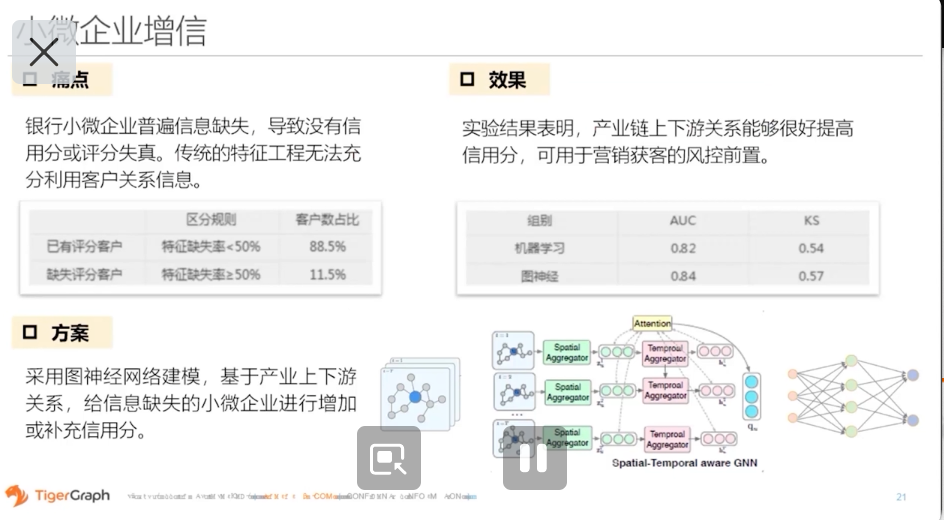 小微企业增信
痛点
银行小微企业普遍信息缺失，导致没有信
用分或评分失真。传统的特征工程无法充
分利用客户关系信息。
区分规则 客户数占比
已有评分客户 特征缺失率<50% 88.5%
缺失评分客户 特征缺失率≥50% 11.5%
方案
采用图神经网络建模，基于产业上下游
关系，给信息缺失的小微企业进行增加
或补充信用分。
效果
实验结果表明，产业链上下游关系能够很好提高
信用分，可用于营销获客的风控前置。
组别 AUC KS
机器学习 0.82 0.54
图神经 0.84 0.57
Attention
Spatial
Aggregator
Temproal
Aggregator
Spatial
Aggregator
Temproal
Aggregator
...
Spatial
Aggregator
Temproal
Aggregator
Spatial-Temporal aware GNN
TigerGraph
21